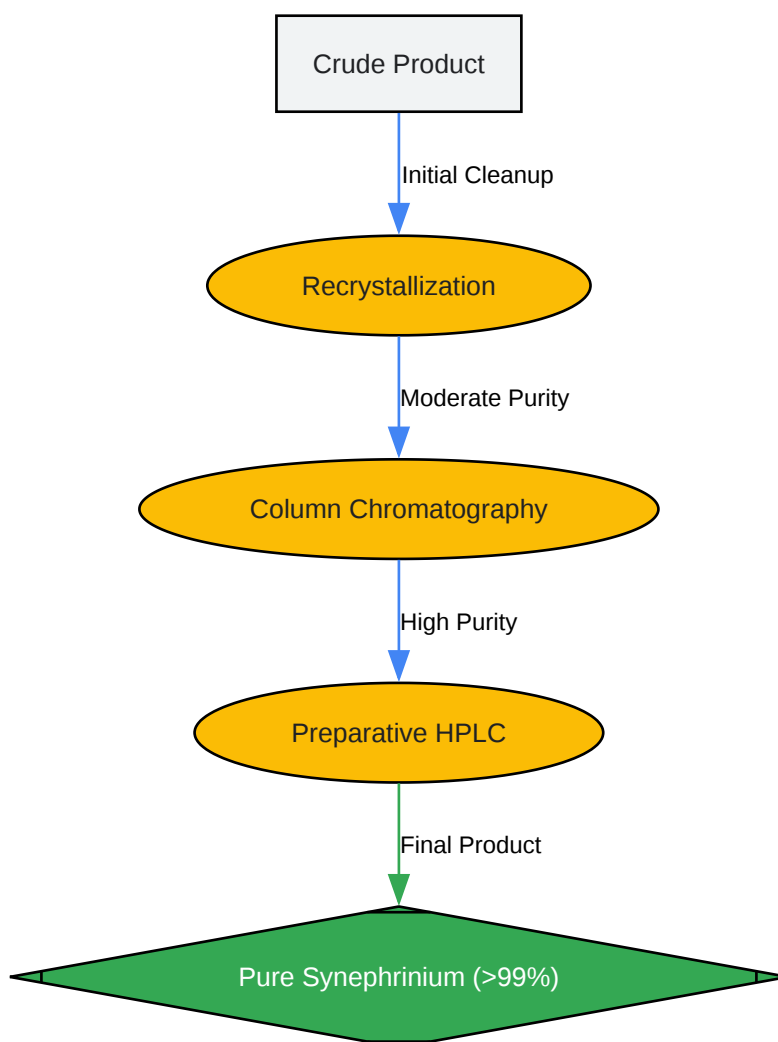 Crude Product
Initial Cleanup
Recrystallization
Moderate Purity
Column Chromatography
High Purity
Preparative HPLC
Final Product
Pure Synephrinium (>99%)